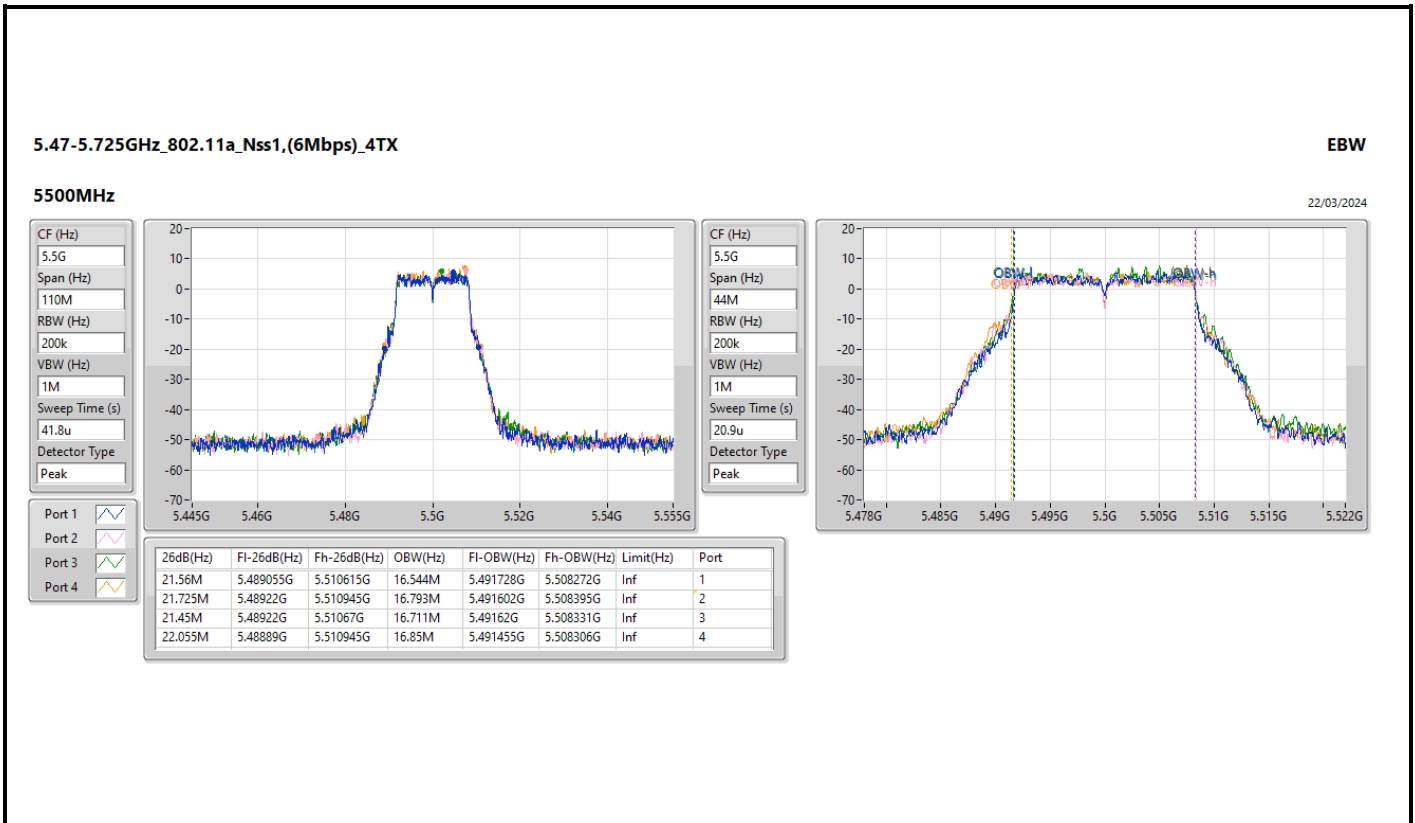 5.47-5.725GHz_802.11a_Nss1,(6Mbps)_4TX
EBW
5500MHz
22/03/2024
CF (Hz)
5.5G
Span (Hz)
110M
RBW (Hz)
200k
VBW (Hz)
1M
Sweep Time (s)
41.8u
Detector Type
Peak
Port 1
Port 2
Port 3
Port 4
20
10
0
-10
-20
-30
-40
-50
-60
-70
5.445G 5.46G 5.48G 5.5G 5.52G 5.54G 5.555G
CF (Hz)
5.5G
Span (Hz)
44M
RBW (Hz)
200k
VBW (Hz)
1M
Sweep Time (s)
20.9u
Detector Type
Peak
20
10
0
-10
-20
-30
-40
-50
-60
-70
OBW-l OBW-h
5.478G 5.485G 5.49G 5.495G 5.5G 5.505G 5.51G 5.515G 5.522G
26dB(Hz) Fl-26dB(Hz) Fh-26dB(Hz) OBW(Hz) Fl-OBW(Hz) Fh-OBW(Hz) Limit(Hz) Port
21.56M 5.489055G 5.510615G 16.544M 5.491728G 5.508272G Inf 1
21.725M 5.48922G 5.510945G 16.793M 5.491602G 5.508395G Inf 2
21.45M 5.48922G 5.51067G 16.711M 5.49162G 5.508331G Inf 3
22.055M 5.48889G 5.510945G 16.85M 5.491455G 5.508306G Inf 4